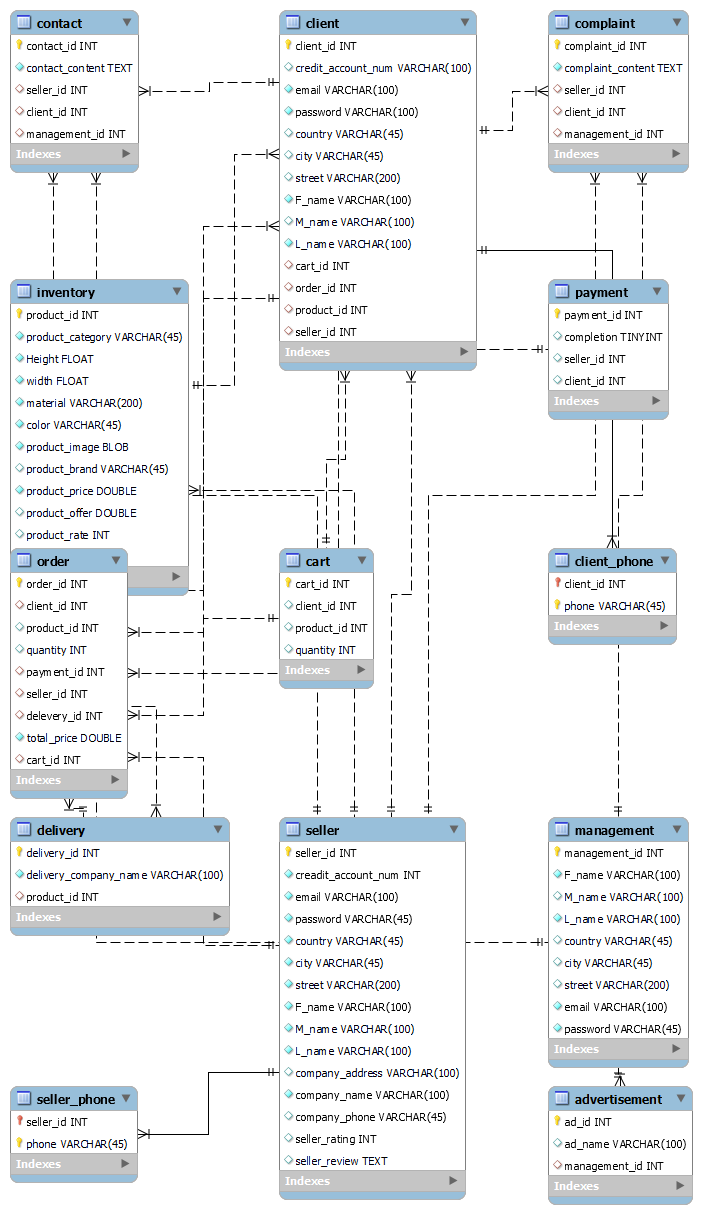 contact
contact_id INT
contact_content TEXT
seller_id INT
client_id INT
management_id INT
Indexes
client
client_id INT
credit_account_num VARCHAR(100)
email VARCHAR(100)
password VARCHAR(100)
country VARCHAR(45)
city VARCHAR(45)
street VARCHAR(200)
F_name VARCHAR(100)
M_name VARCHAR(100)
L_name VARCHAR(100)
cart_id INT
order_id INT
product_id INT
seller_id INT
Indexes
complaint
complaint_id INT
complaint_content TEXT
seller_id INT
client_id INT
management_id INT
Indexes
inventory
product_id INT
product_category VARCHAR(45)
Height FLOAT
width FLOAT
material VARCHAR(200)
color VARCHAR(45)
product_image BLOB
product_brand VARCHAR(45)
product_price DOUBLE
product_offer DOUBLE
product_rate INT
payment
payment_id INT
completion TINYINT
seller_id INT
client_id INT
Indexes
order
order_id INT
client_id INT
product_id INT
quantity INT
payment_id INT
seller_id INT
delevery_id INT
total_price DOUBLE
cart_id INT
Indexes
cart
cart_id INT
client_id INT
product_id INT
quantity INT
Indexes
client_phone
client_id INT
phone VARCHAR(45)
Indexes
delivery
delivery_id INT
delivery_company_name VARCHAR(100)
product_id INT
Indexes
seller
seller_id INT
creadit_account_num INT
email VARCHAR(100)
password VARCHAR(45)
country VARCHAR(45)
city VARCHAR(45)
street VARCHAR(200)
F_name VARCHAR(100)
M_name VARCHAR(100)
L_name VARCHAR(100)
company_address VARCHAR(100)
company_name VARCHAR(100)
company_phone VARCHAR(45)
seller_rating INT
seller_review TEXT
Indexes
management
management_id INT
F_name VARCHAR(100)
M_name VARCHAR(100)
L_name VARCHAR(100)
country VARCHAR(45)
city VARCHAR(45)
street VARCHAR(200)
email VARCHAR(100)
password VARCHAR(45)
Indexes
seller_phone
seller_id INT
phone VARCHAR(45)
Indexes
advertisement
ad_id INT
ad_name VARCHAR(100)
management_id INT
Indexes